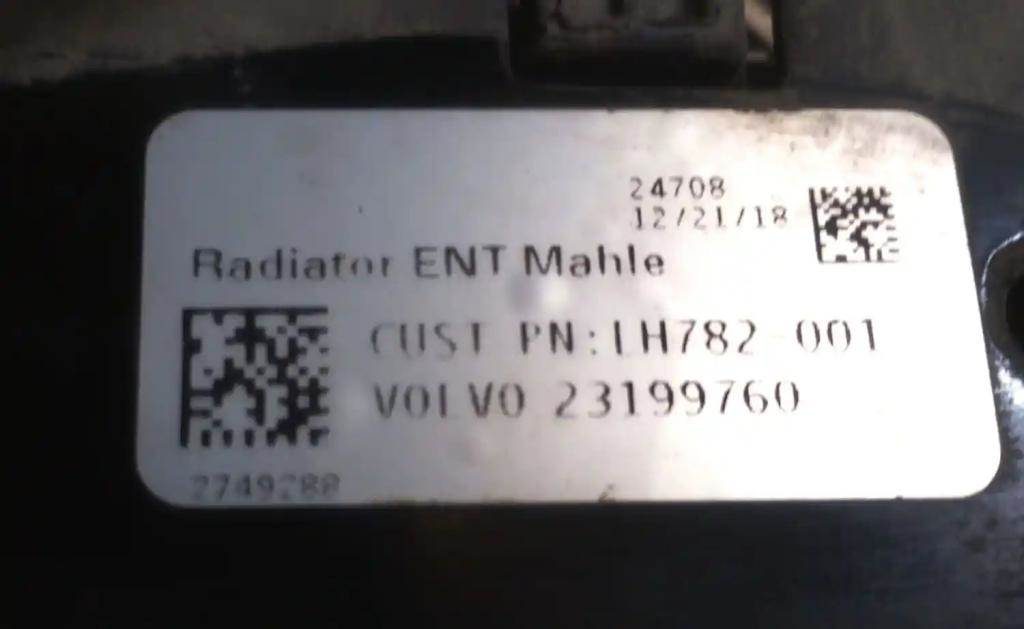 24708
12/21/18
Radiator ENT Mahle
CUST PN:LH782-001
VOLVO 23199760
2749288